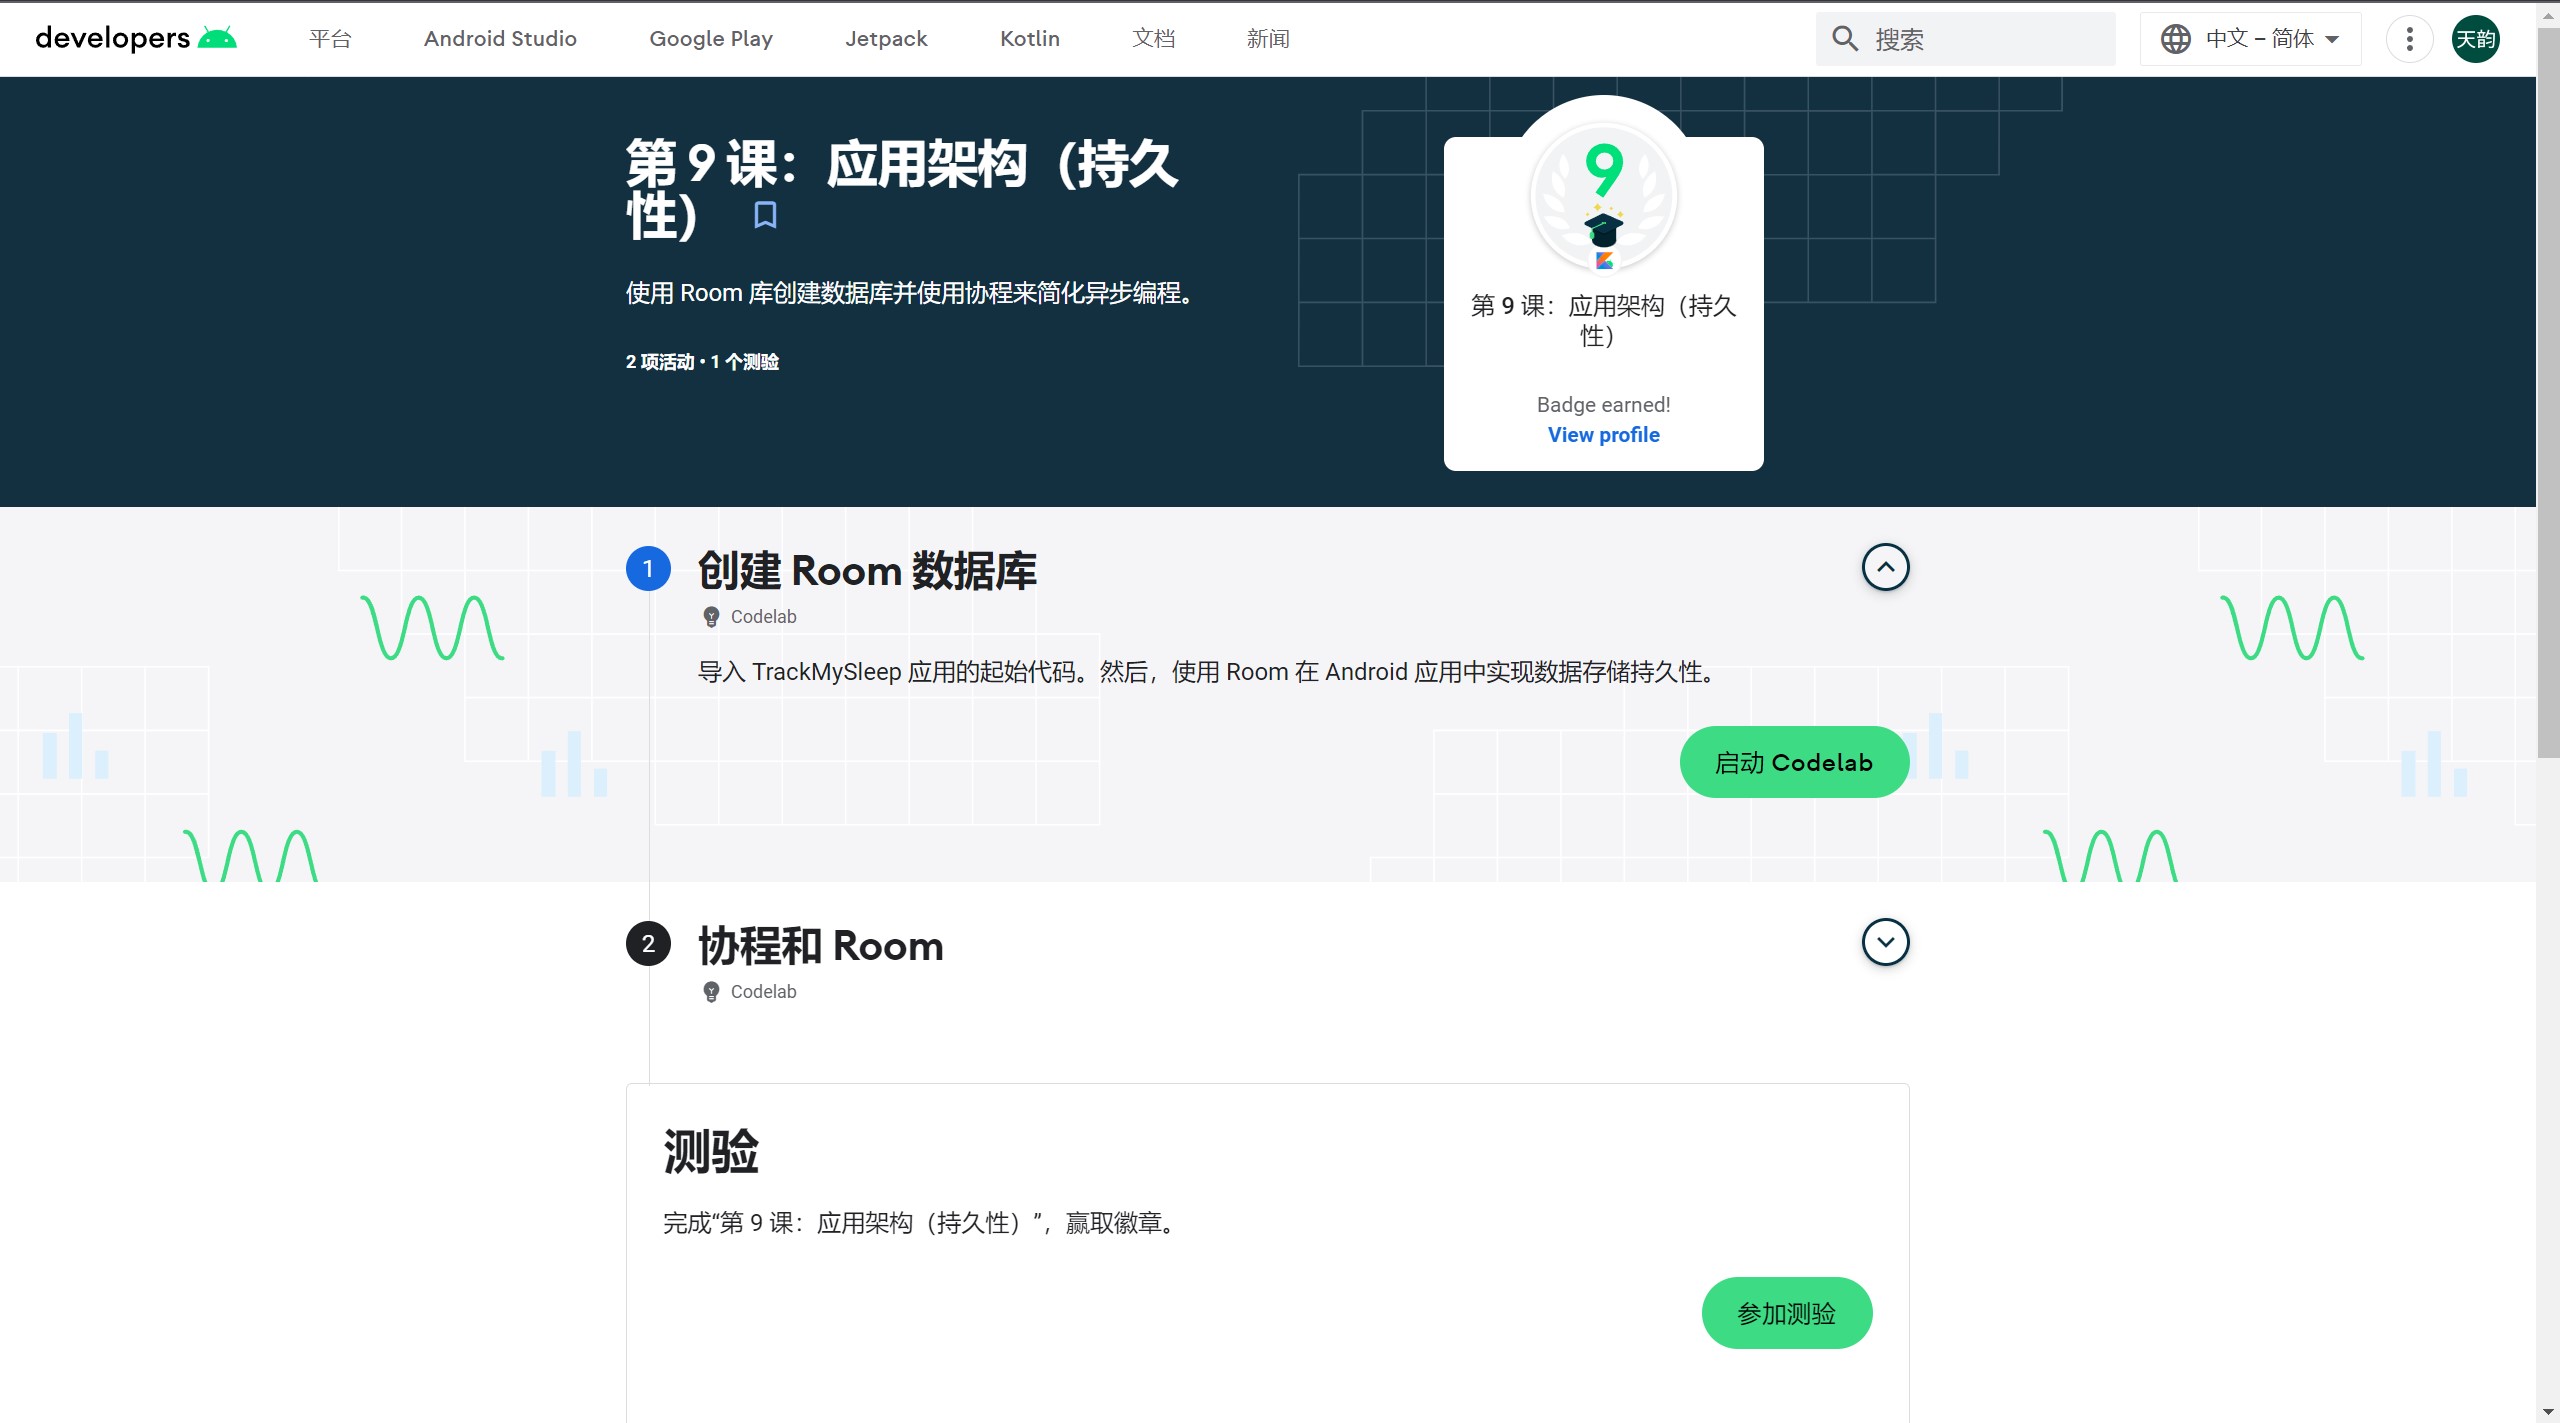 developers
平台
Android Studio
Google Play
Jetpack
Kotlin
文档
新闻
搜索
中文 – 简体
天韵
第 9 课：应用架构（持久
性）
使用 Room 库创建数据库并使用协程来简化异步编程。
2 项活动 • 1 个测验
9
第 9 课：应用架构（持久
性）
Badge earned!
View profile
1
创建 Room 数据库
Codelab
导入 TrackMySleep 应用的起始代码。然后，使用 Room 在 Android 应用中实现数据存储持久性。
启动 Codelab
2
协程和 Room
Codelab
测验
完成“第 9 课：应用架构（持久性）”，赢取徽章。
参加测验